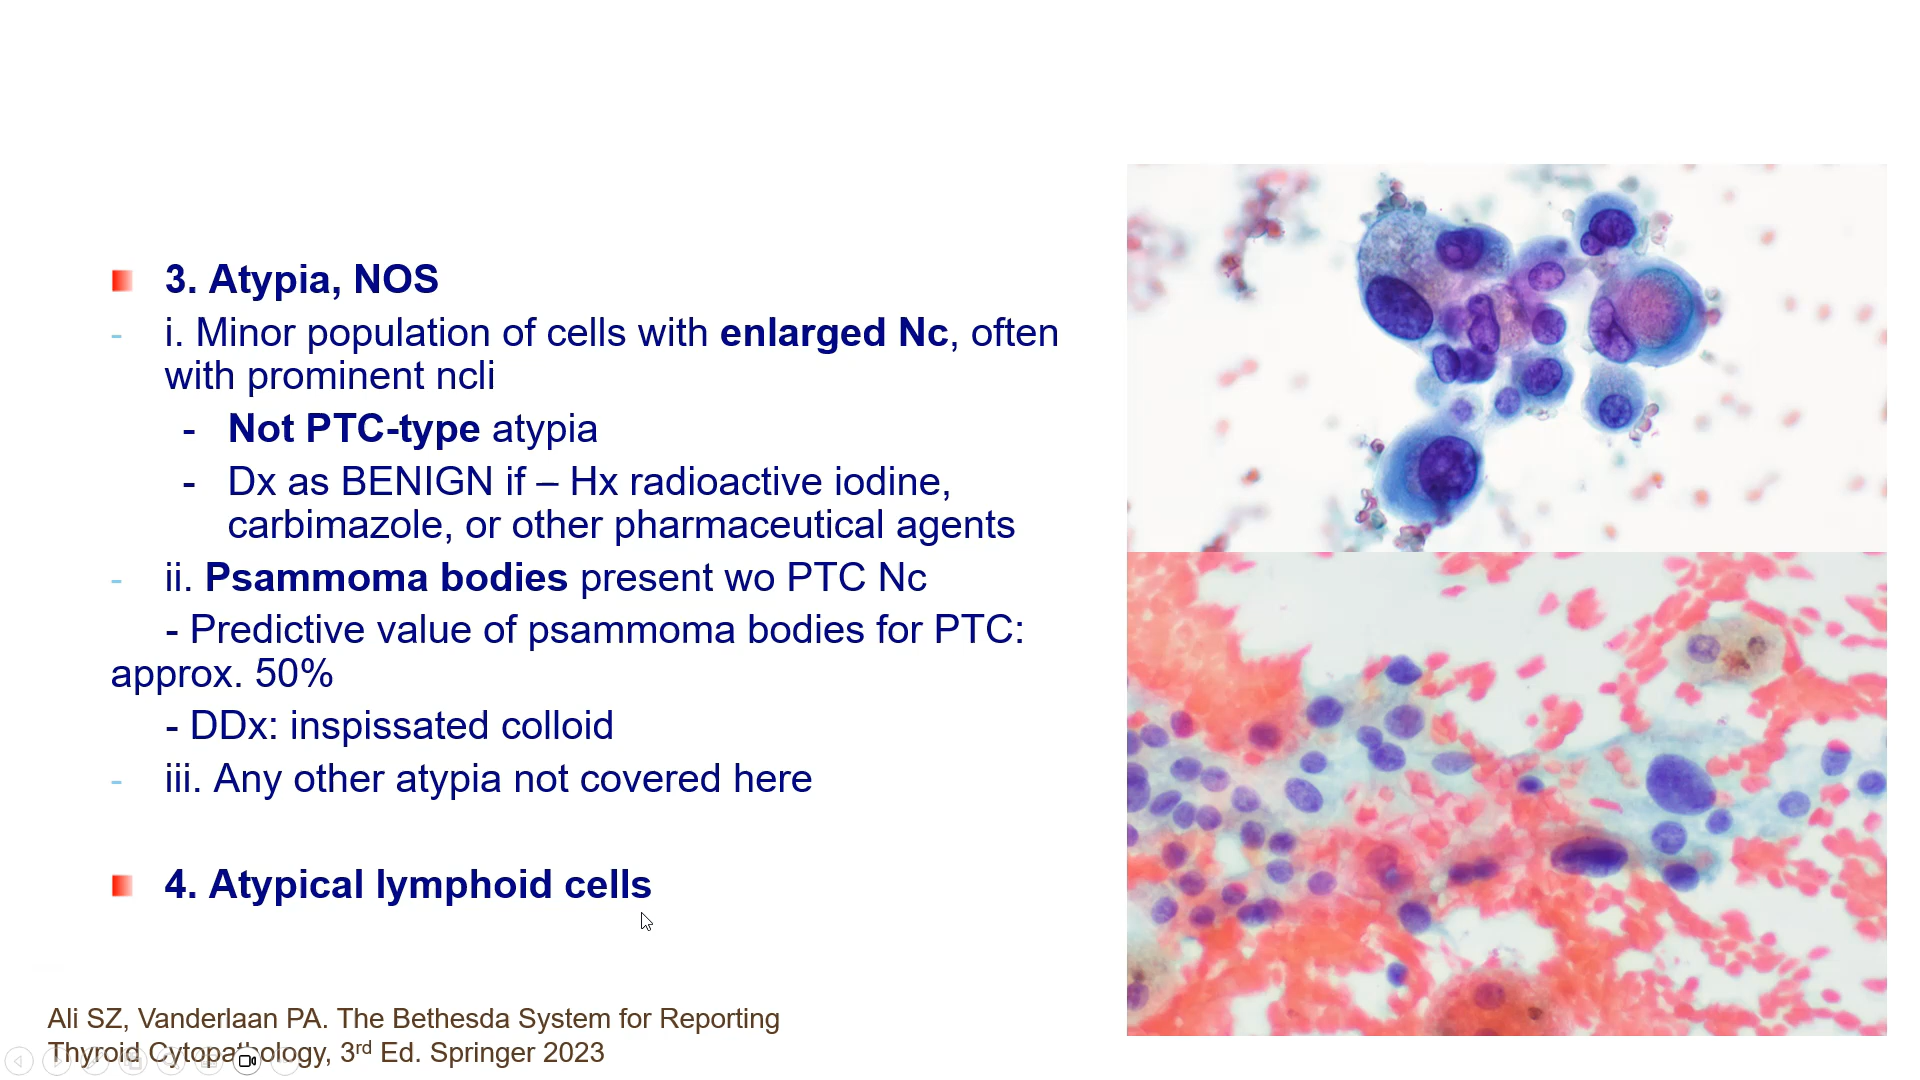 3. Atypia, NOS
- i. Minor population of cells with enlarged Nc, often
with prominent ncli
- Not PTC-type atypia
- Dx as BENIGN if – Hx radioactive iodine,
carbimazole, or other pharmaceutical agents
- ii. Psammoma bodies present wo PTC Nc
- Predictive value of psammoma bodies for PTC:
approx. 50%
- DDx: inspissated colloid
- iii. Any other atypia not covered here
4. Atypical lymphoid cells
Ali SZ, Vanderlaan PA. The Bethesda System for Reporting
Thyroid Cytopathology, 3rd Ed. Springer 2023